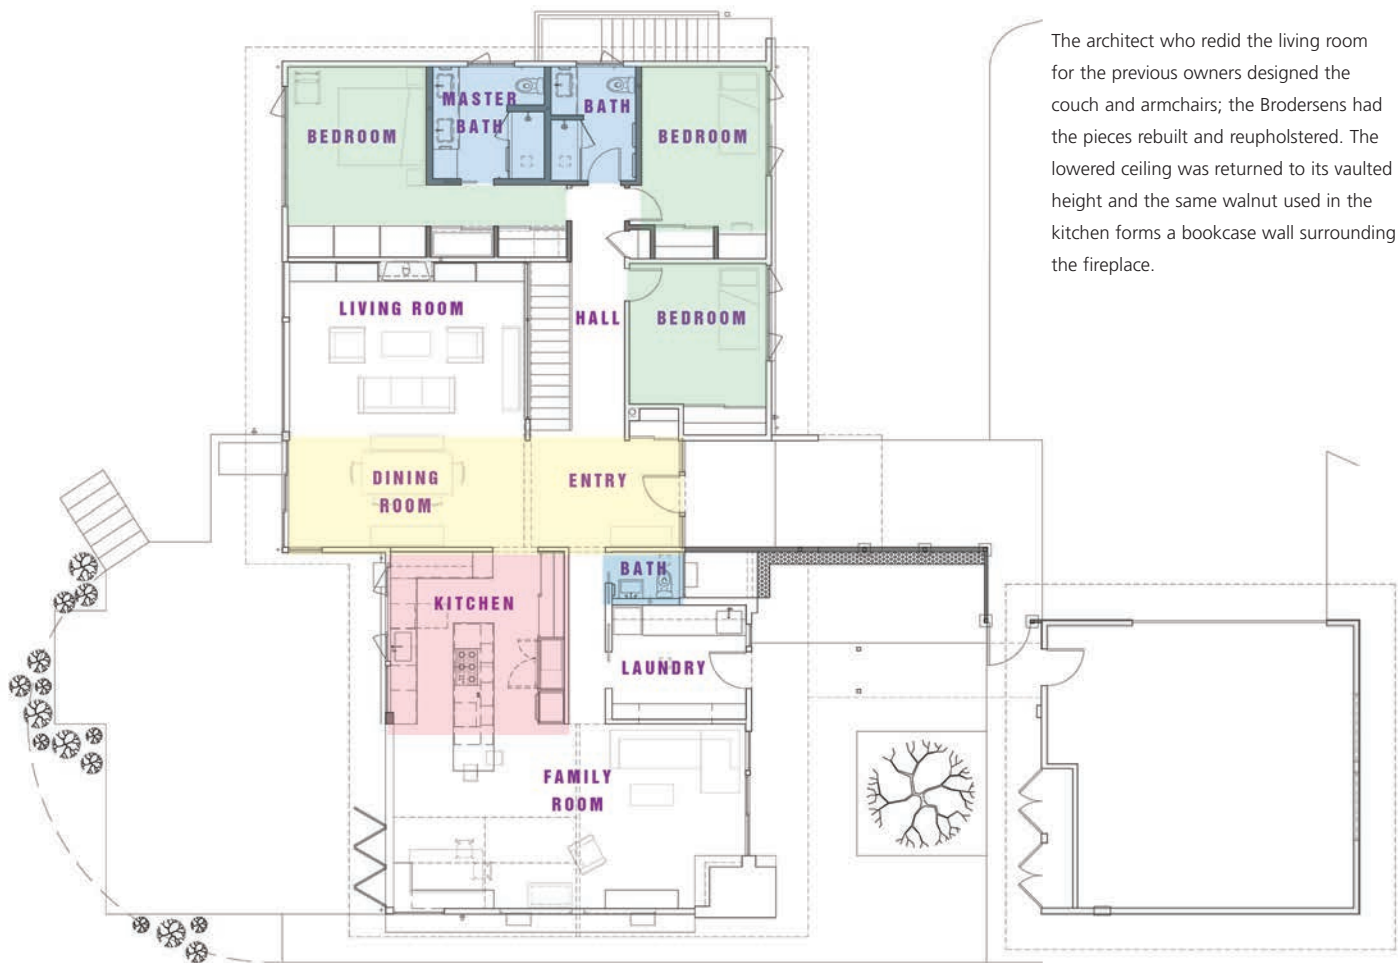 The architect who redid the living room
for the previous owners designed the
couch and armchairs; the Brodersens had
the pieces rebuilt and reupholstered. The
lowered ceiling was returned to its vaulted
height and the same walnut used in the
kitchen forms a bookcase wall surrounding
the fireplace.
MASTER
BATH
BATH
BEDROOM
BEDROOM
LIVING ROOM
HALL
BEDROOM
DINING
ROOM
ENTRY
BATH
KITCHEN
LAUNDRY
FAMILY
ROOM